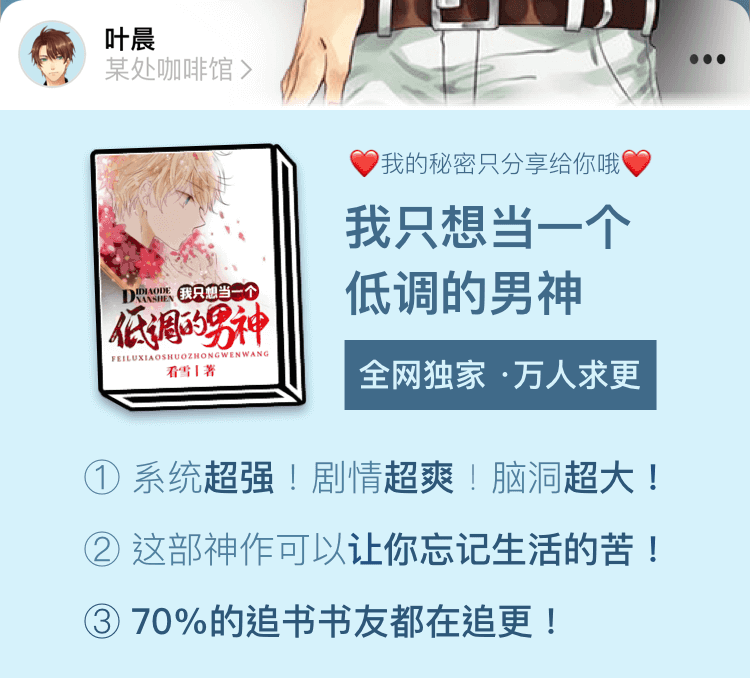 叶晨
某处咖啡馆 >
❤️我的秘密只分享给你哦❤️
我只想当一个
低调的男神
全网独家 ·万人求更
DIDIAODE
NANSHEN
我只想当一个
低调的男神
FEILUXIAOSHUOZHONGWENWANG
看雪丨著
① 系统超强！剧情超爽！脑洞超大！
② 这部神作可以让你忘记生活的苦！
③ 70%的追书书友都在追更！